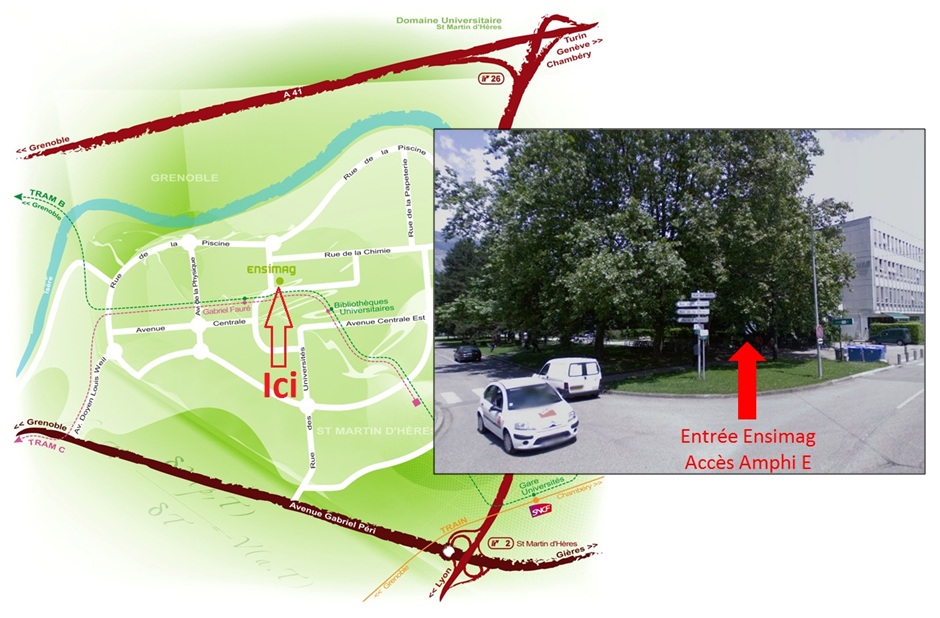 Domaine Universitaire
St Martin d'Hères
Turin
Genève >>
Chambéry
n° 26
A 41
<< Grenoble
GRENOBLE
TRAM B
<< Grenoble
Isère
Rue de la Piscine
Rue de la Papeterie
Rue de la Piscine
Rue de la Chimie
Av. de la Physique
ENSIMAG
Gabriel Fauré
Bibliothèques
Universitaires
Avenue Centrale
Avenue Centrale Est
Ici
Av. Doyen Louis Weil
Rue des Universités
ST MARTIN D'HÈRES
<< Grenoble
TRAM C
Avenue Gabriel Péri
Entrée Ensimag
Accès Amphi E
Gare
Universités
Chambéry >>
SNCF
TRAIN
n° 2 St Martin d'Hères
Gières >>
<< Lyon
<< Grenoble